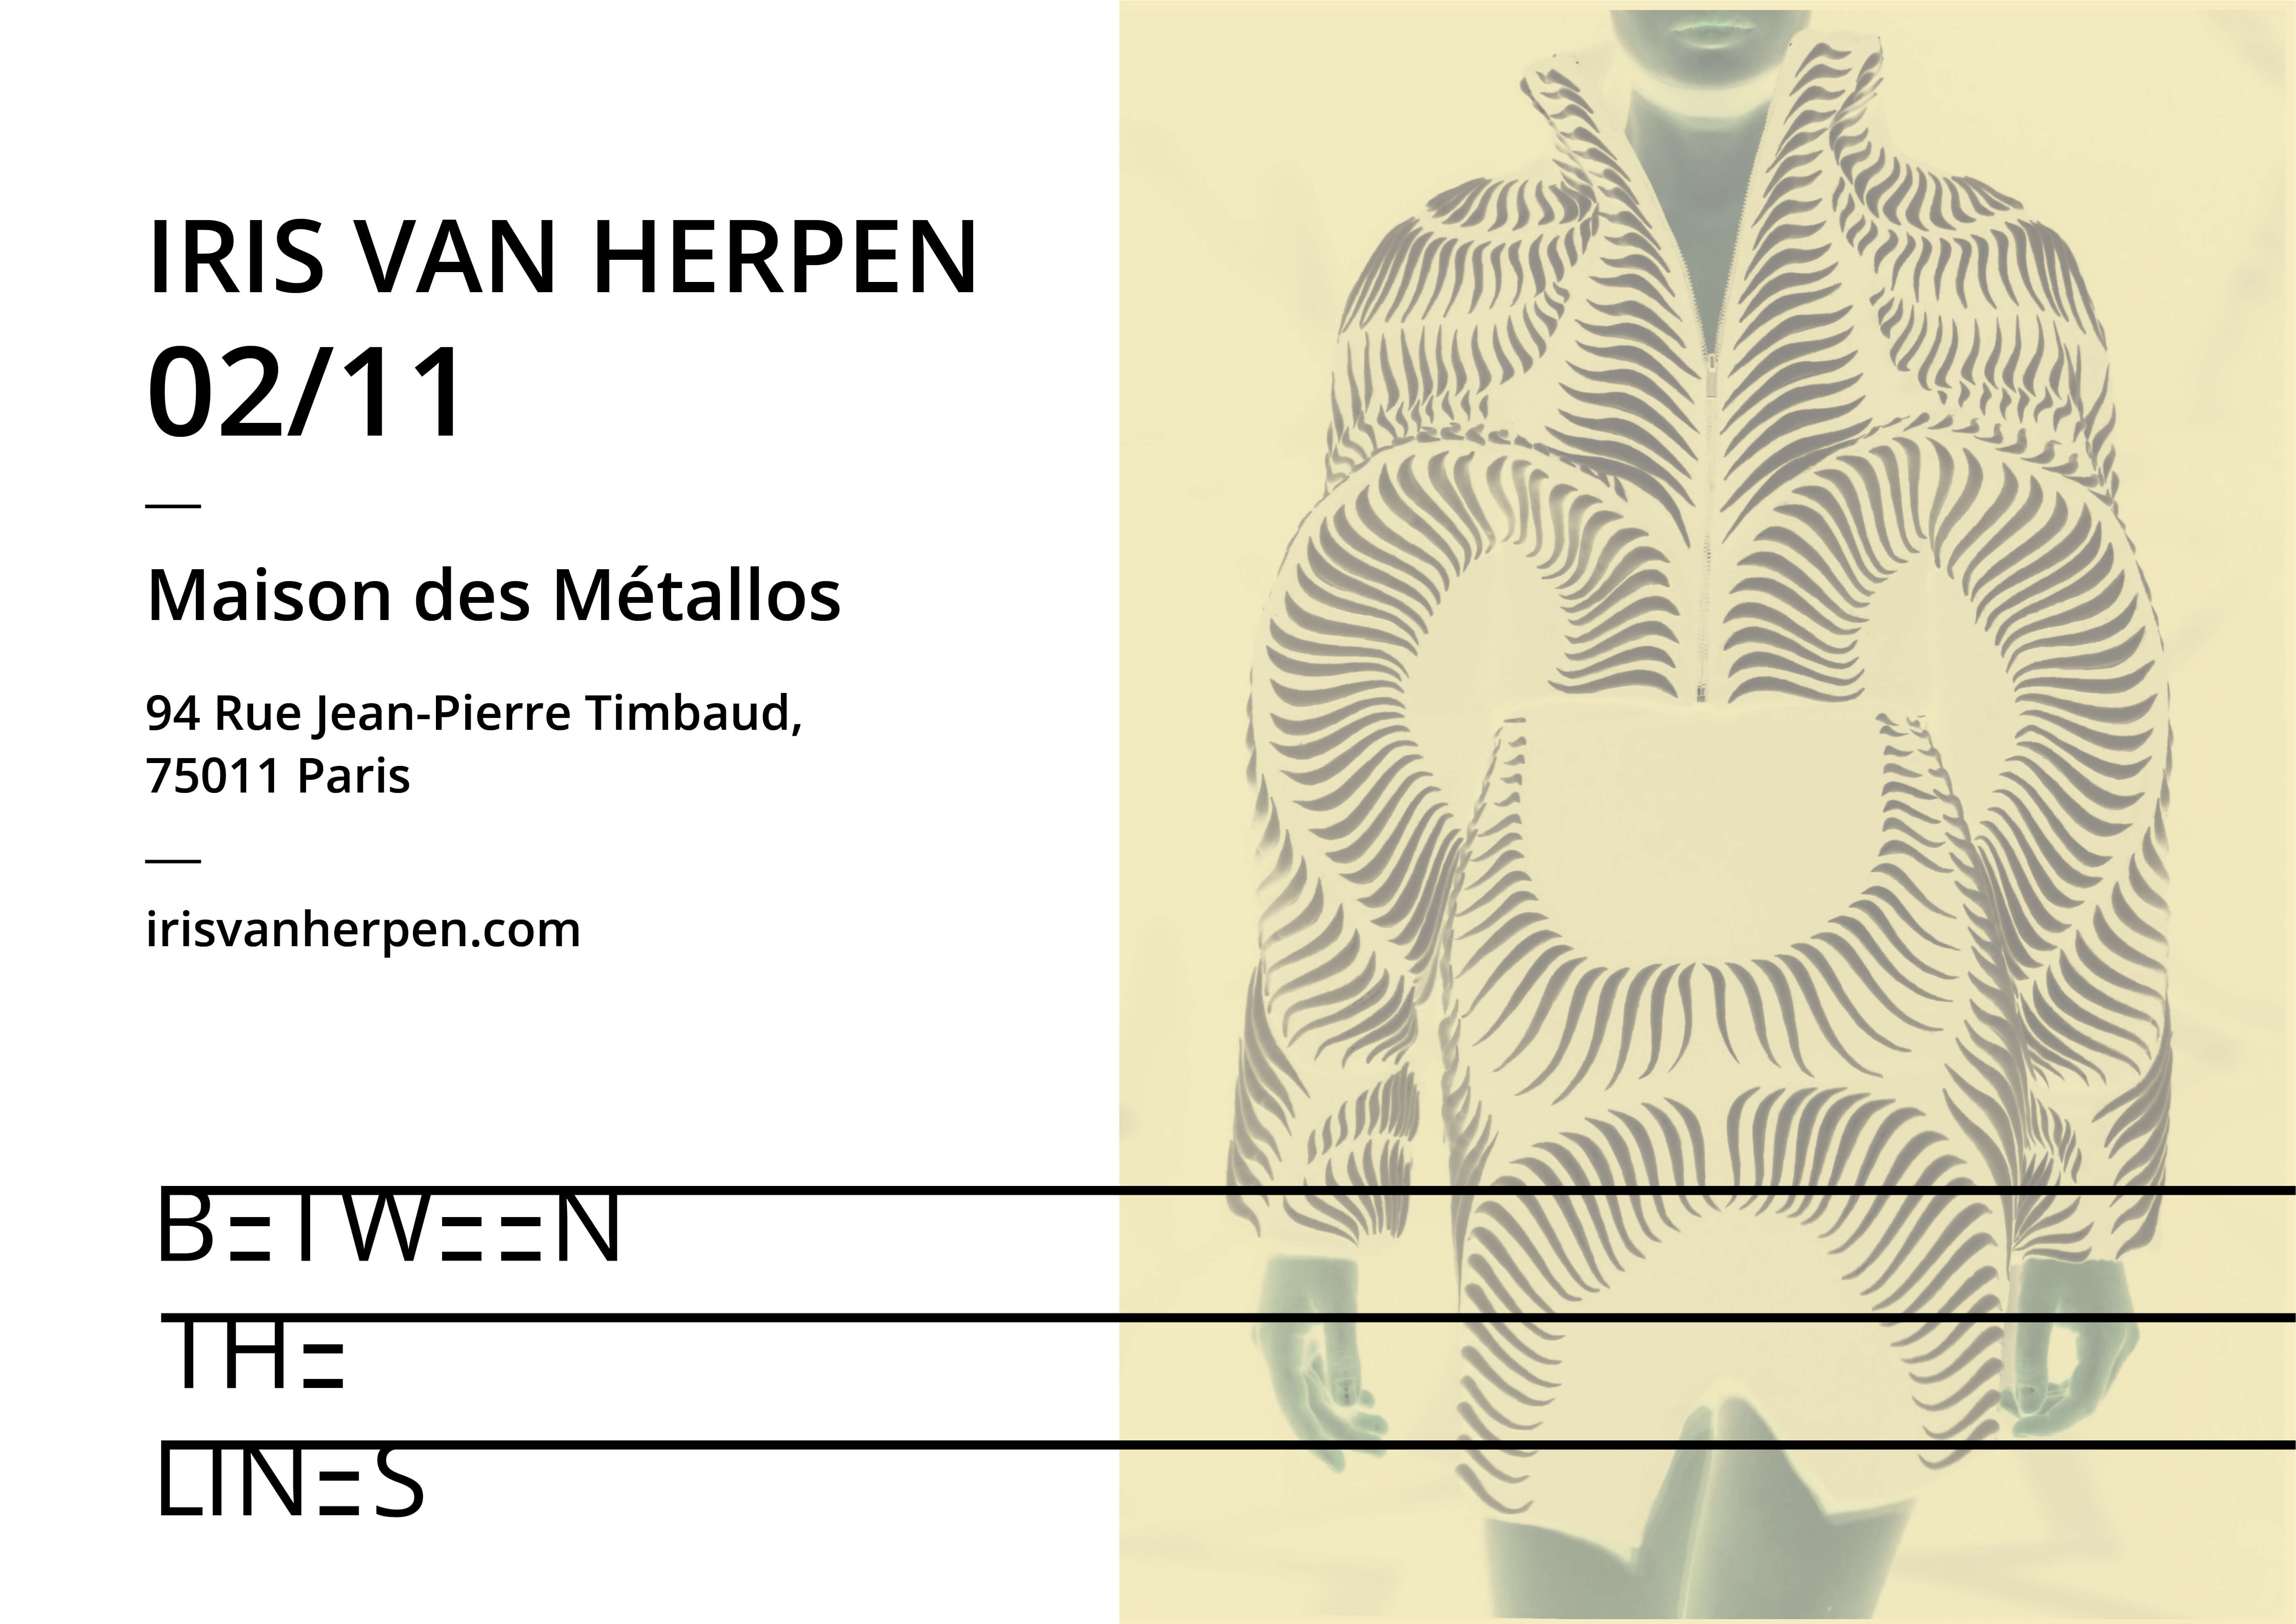 IRIS VAN HERPEN
02/11
Maison des Métallos
94 Rue Jean-Pierre Timbaud,
75011 Paris
irisvanherpen.com
BETWEEN
THE
LINES